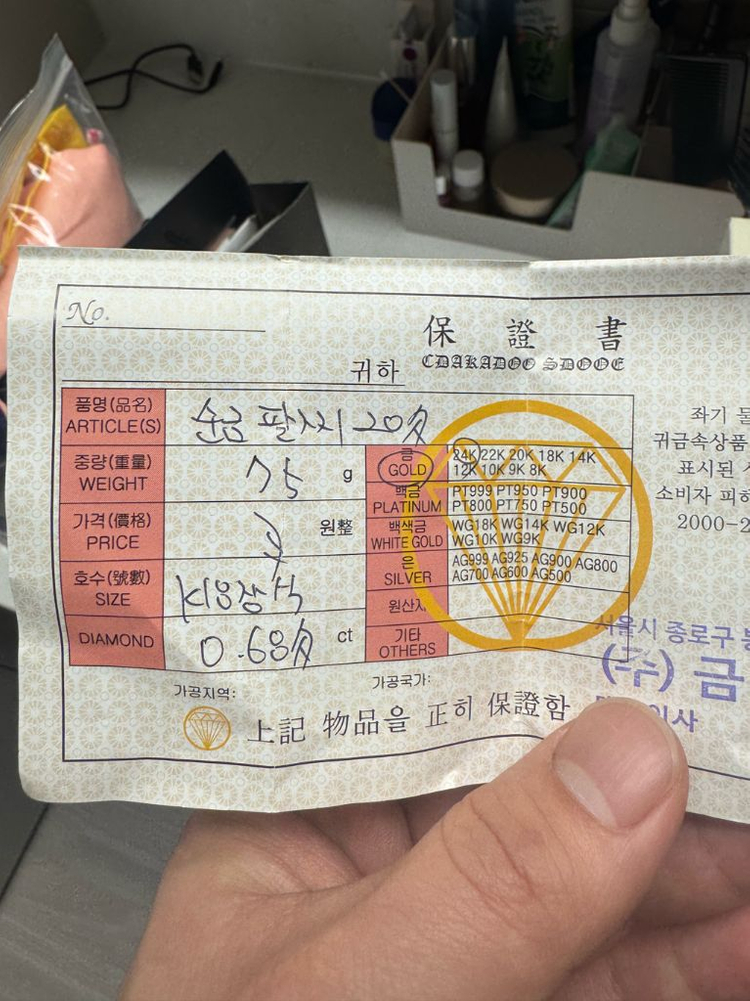 No.
保 證 書
귀하
품명(品名)
ARTICLE(S)
순금 팔찌 20
중량(重量)
WEIGHT
75 g
가격(價格)
PRICE
원整
호수(號數)
SIZE
K18장식
DIAMOND
0.68 ct
금
GOLD
24K 22K 20K 18K 14K
12K 10K 9K 8K
백금
PLATINUM
PT999 PT950 PT900
PT800 PT750 PT500
백색금
WHITE GOLD
WG18K WG14K WG12K
WG10K WG9K
은
SILVER
AG999 AG925 AG900 AG800
AG700 AG600 AG500
원산지
기타
OTHERS
가공지역:
가공국가:
上記 物品을 正히 保證함
좌기 물
귀금속상품
표시된
소비자 피
2000-2
서울시 종로구
(주) 금
이사